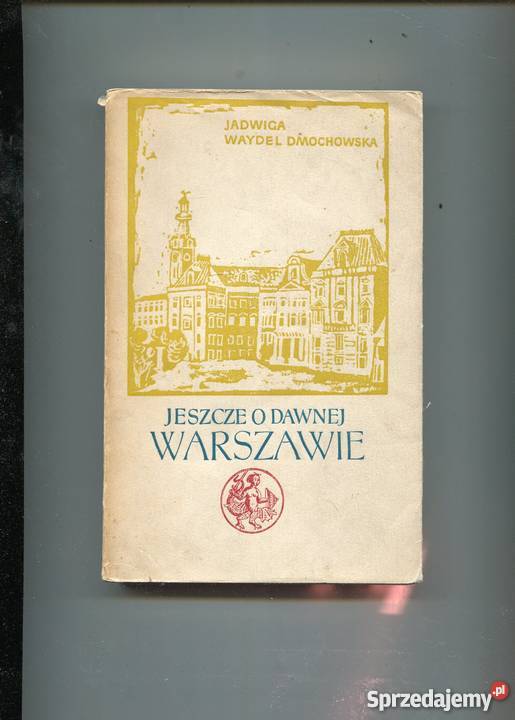 JADWIGA
WAYDEL DMOCHOWSKA
JESZCZE O DAWNEJ
WARSZAWIE
Sprzedajemy.pl